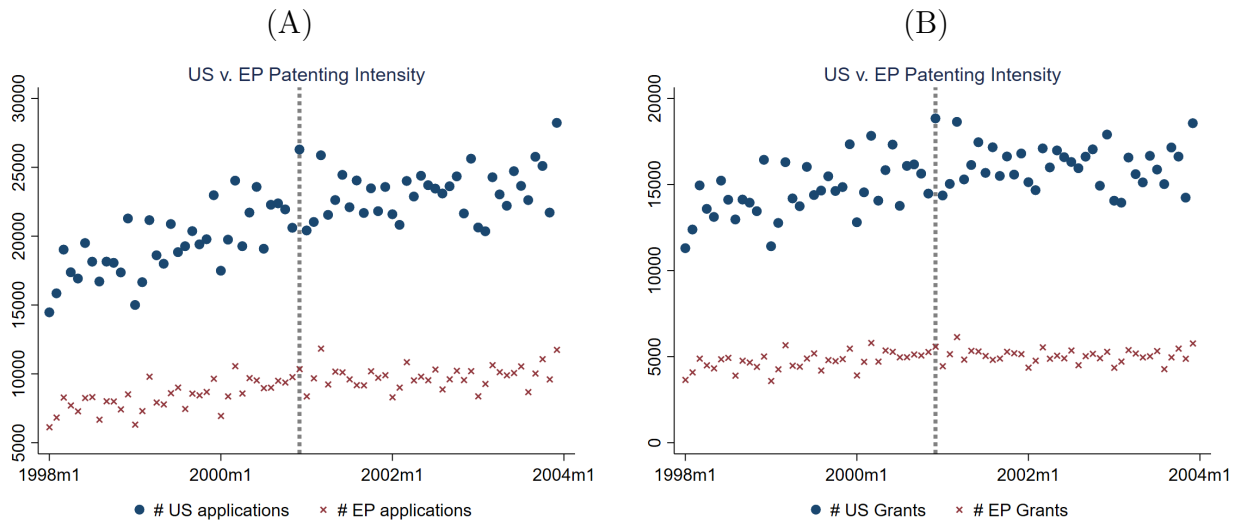 (A)
US v. EP Patenting Intensity
30000
25000
20000
15000
10000
5000
1998m1 2000m1 2002m1 2004m1
# US applications # EP applications
(B)
US v. EP Patenting Intensity
20000
15000
10000
5000
0
1998m1 2000m1 2002m1 2004m1
# US Grants # EP Grants